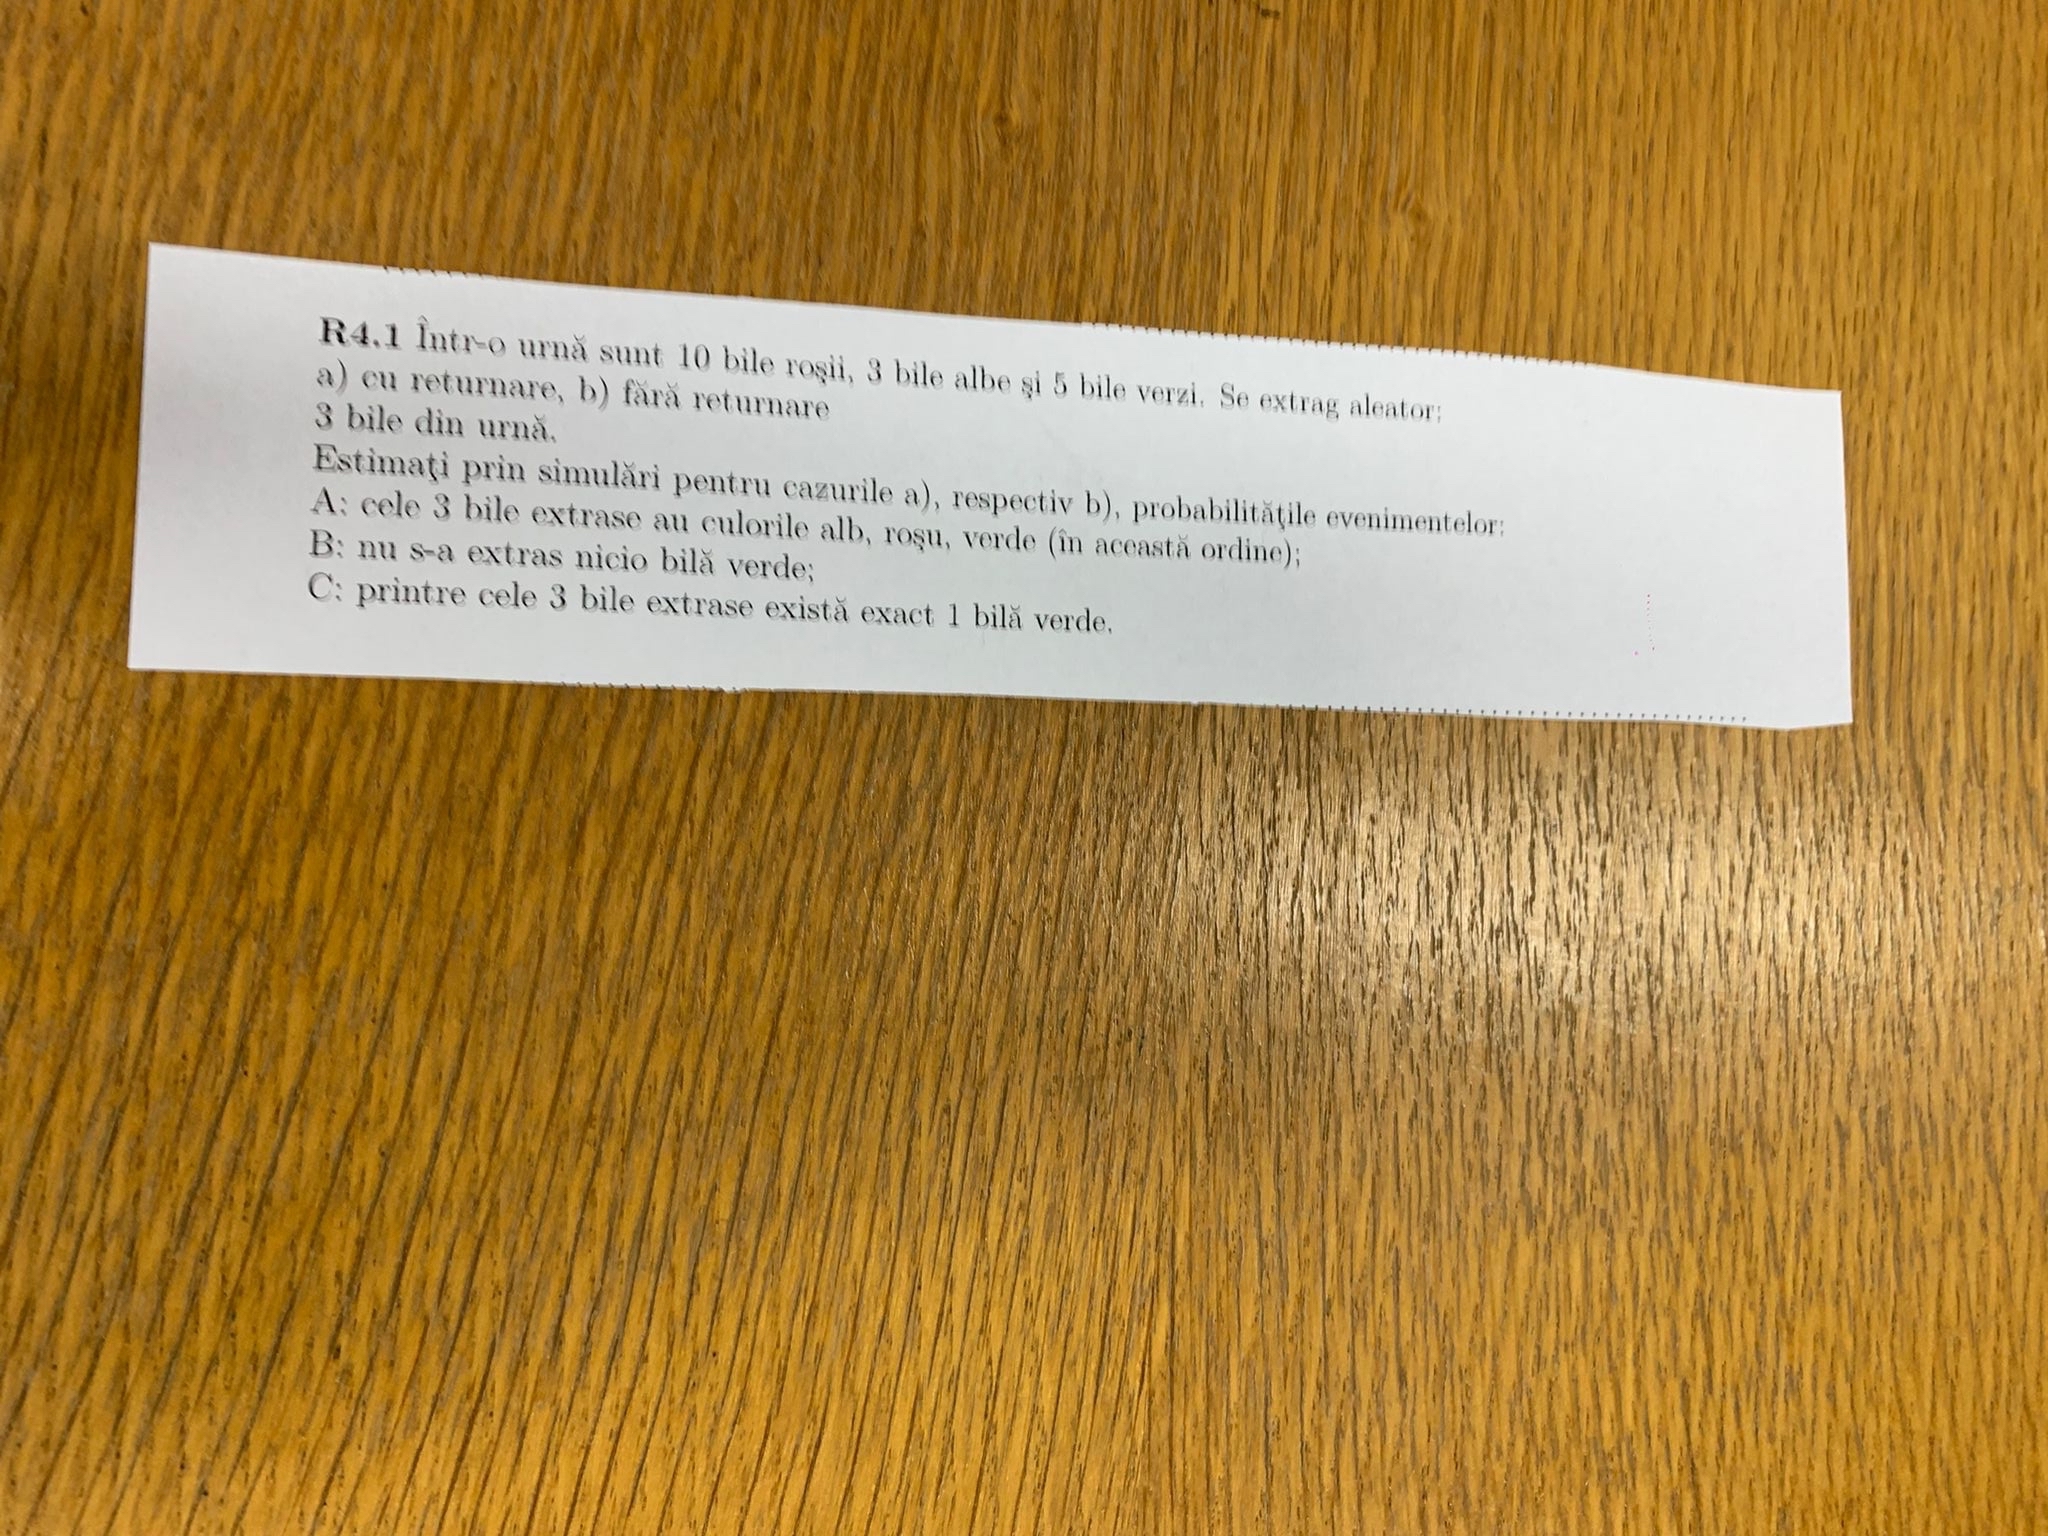 R4.1 Într-o urnă sunt 10 bile roşii, 3 bile albe şi 5 bile verzi. Se extrag aleator:
a) cu returnare, b) fără returnare
3 bile din urnă.
Estimaţi prin simulări pentru cazurile a), respectiv b), probabilităţile evenimentelor:
A: cele 3 bile extrase au culorile alb, roşu, verde (în această ordine);
B: nu s-a extras nicio bilă verde;
C: printre cele 3 bile extrase există exact 1 bilă verde.